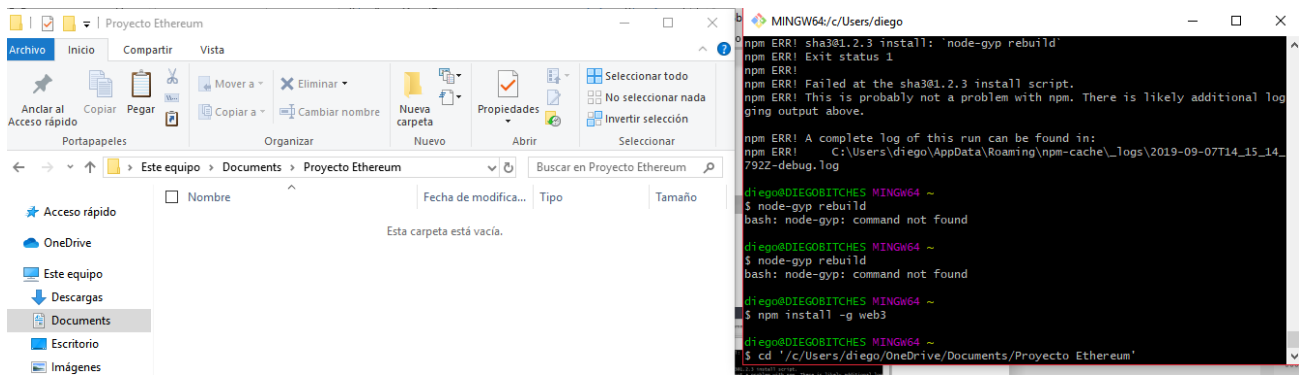 Proyecto Ethereum
Archivo Inicio Compartir Vista
Anclar al Acceso rápido
Copiar
Pegar
Portapapeles
Mover a
Copiar a
Eliminar
Cambiar nombre
Organizar
Nueva carpeta
Nuevo
Propiedades
Abrir
Seleccionar todo
No seleccionar nada
Invertir selección
Seleccionar
Este equipo > Documents > Proyecto Ethereum
Buscar en Proyecto Ethereum
Nombre Fecha de modifica... Tipo Tamaño
Esta carpeta está vacía.
Acceso rápido
OneDrive
Este equipo
Descargas
Documents
Escritorio
Imágenes
MINGW64:/c/Users/diego
npm ERR! sha3@1.2.3 install: `node-gyp rebuild`
npm ERR! Exit status 1
npm ERR!
npm ERR! Failed at the sha3@1.2.3 install script.
npm ERR! This is probably not a problem with npm. There is likely additional log
ging output above.
npm ERR! A complete log of this run can be found in:
npm ERR!     C:\Users\diego\AppData\Roaming\npm-cache\_logs\2019-09-07T14_15_14_
792Z-debug.log
diego@DIEGOBITCHES MINGW64 ~
$ node-gyp rebuild
bash: node-gyp: command not found
diego@DIEGOBITCHES MINGW64 ~
$ node-gyp rebuild
bash: node-gyp: command not found
diego@DIEGOBITCHES MINGW64 ~
$ npm install -g web3
diego@DIEGOBITCHES MINGW64 ~
$ cd '/c/Users/diego/OneDrive/Documents/Proyecto Ethereum'